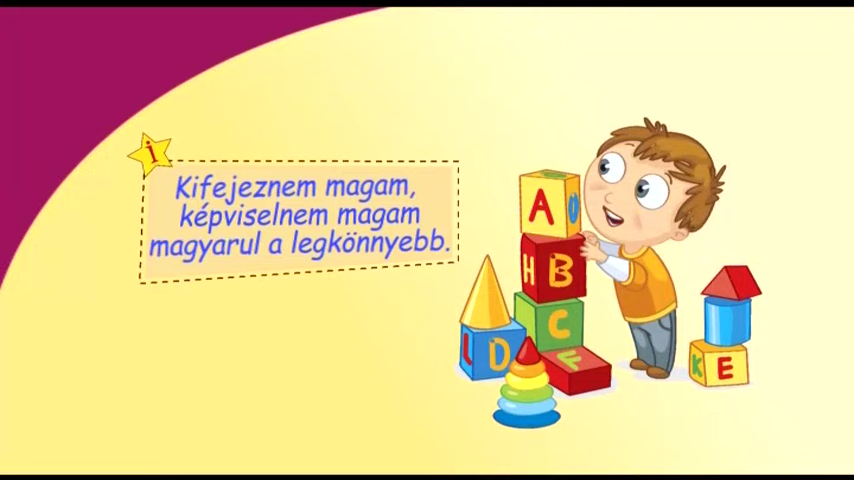 i
Kifejeznem magam,
képviselnem magam
magyarul a legkönnyebb.
A
H B
C
L D
F
K E